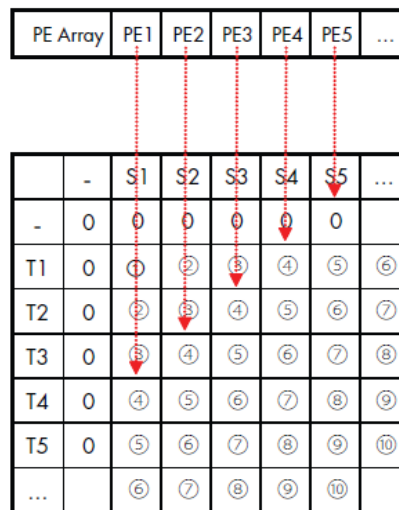 PE Array PE1 PE2 PE3 PE4 PE5 ...
- S1 S2 S3 S4 S5 ...
- 0 0 0 0 0 0
T1 0 ① ② ③ ④ ⑤ ⑥
T2 0 ② ③ ④ ⑤ ⑥ ⑦
T3 0 ③ ④ ⑤ ⑥ ⑦ ⑧
T4 0 ④ ⑤ ⑥ ⑦ ⑧ ⑨
T5 0 ⑤ ⑥ ⑦ ⑧ ⑨ ⑩
... ⑥ ⑦ ⑧ ⑨ ⑩